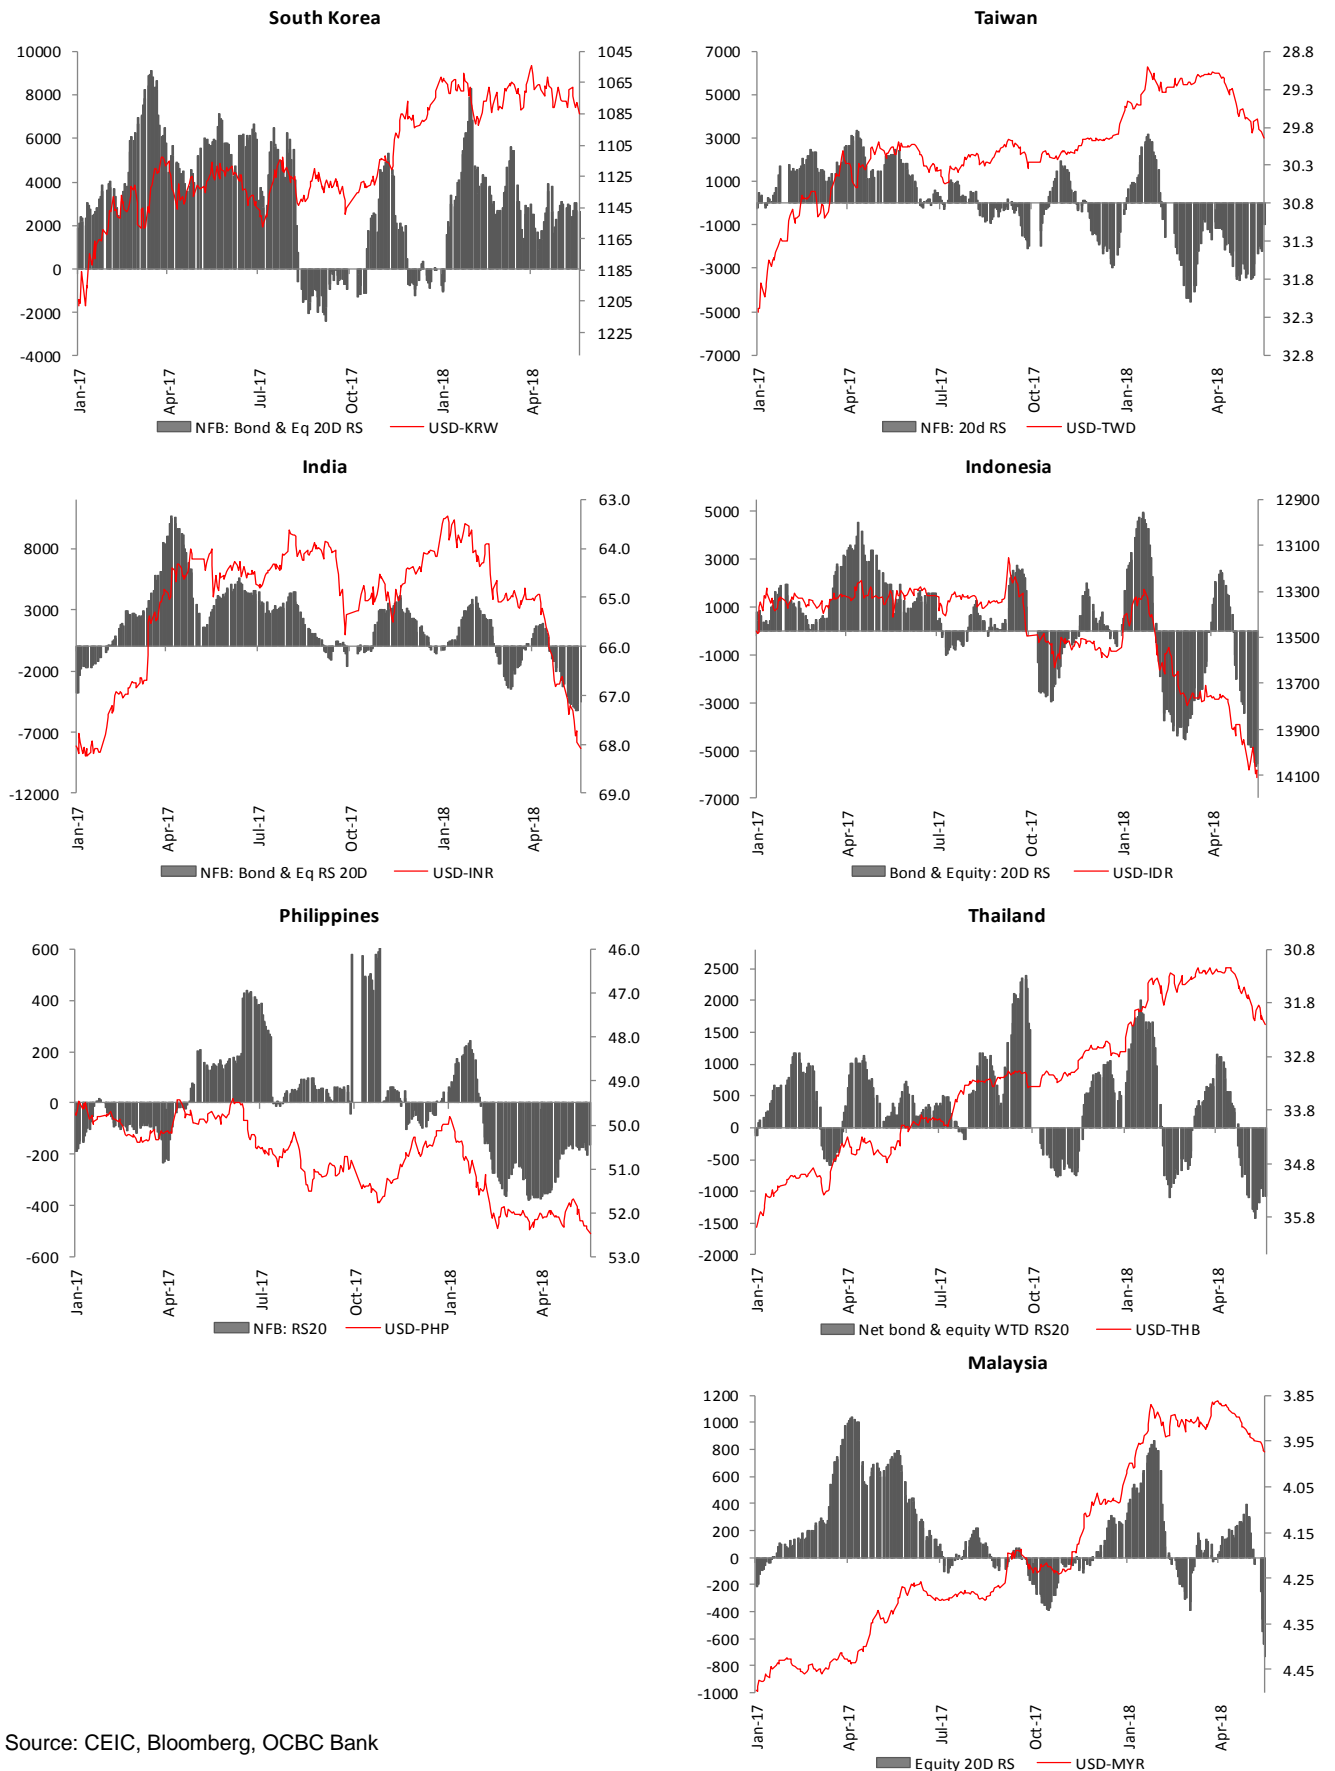 South Korea
10000
8000
6000
4000
2000
0
-2000
-4000
1045
1065
1085
1105
1125
1145
1165
1185
1205
1225
Jan-17
Apr-17
Jul-17
Oct-17
Jan-18
Apr-18
NFB: Bond & Eq 20D RS
USD-KRW
Taiwan
7000
5000
3000
1000
-1000
-3000
-5000
-7000
28.8
29.3
29.8
30.3
30.8
31.3
31.8
32.3
32.8
Jan-17
Apr-17
Jul-17
Oct-17
Jan-18
Apr-18
NFB: 20d RS
USD-TWD
India
8000
3000
-2000
-7000
-12000
63.0
64.0
65.0
66.0
67.0
68.0
69.0
Jan-17
Apr-17
Jul-17
Oct-17
Jan-18
Apr-18
NFB: Bond & Eq RS 20D
USD-INR
Indonesia
5000
3000
1000
-1000
-3000
-5000
-7000
12900
13100
13300
13500
13700
13900
14100
Jan-17
Apr-17
Jul-17
Oct-17
Jan-18
Apr-18
Bond & Equity: 20D RS
USD-IDR
Philippines
600
400
200
0
-200
-400
-600
46.0
47.0
48.0
49.0
50.0
51.0
52.0
53.0
Jan-17
Apr-17
Jul-17
Oct-17
Jan-18
Apr-18
NFB: RS20
USD-PHP
Thailand
2500
2000
1500
1000
500
0
-500
-1000
-1500
-2000
30.8
31.8
32.8
33.8
34.8
35.8
Jan-17
Apr-17
Jul-17
Oct-17
Jan-18
Apr-18
Net bond & equity WTD RS20
USD-THB
Malaysia
1200
1000
800
600
400
200
0
-200
-400
-600
-800
-1000
3.85
3.95
4.05
4.15
4.25
4.35
4.45
Jan-17
Apr-17
Jul-17
Oct-17
Jan-18
Apr-18
Equity 20D RS
USD-MYR
Source: CEIC, Bloomberg, OCBC Bank